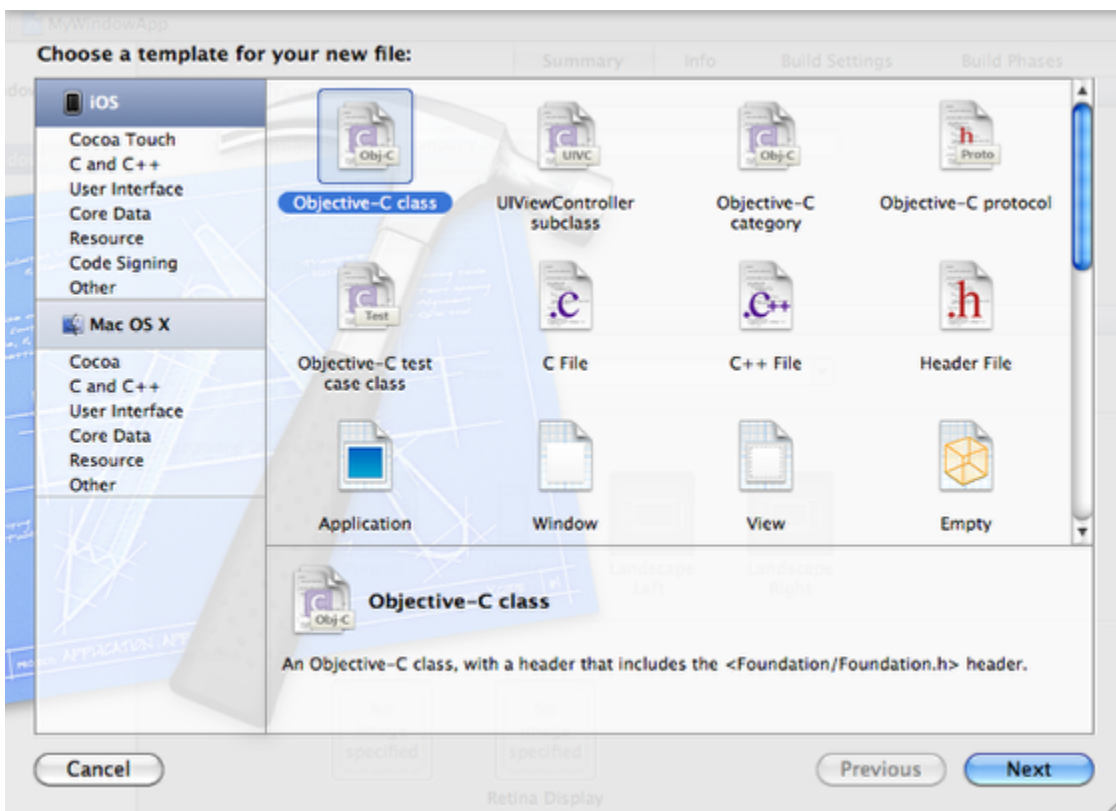 MyWindowApp
Choose a template for your new file:
Summary Info Build Settings Build Phases
iOS
Cocoa Touch
C and C++
User Interface
Core Data
Resource
Code Signing
Other
Mac OS X
Cocoa
C and C++
User Interface
Core Data
Resource
Other
Obj-C
UIVC
Obj-C
h
Proto
Objective-C class
UIViewController
subclass
Objective-C
category
Objective-C protocol
Test
.c
.C++
.h
Objective-C test
case class
C File
C++ File
Header File
Application
Window
View
Empty
Landscape
Left
Landscape
Right
Obj-C
Objective-C class
An Objective-C class, with a header that includes the <Foundation/Foundation.h> header.
specified
specified
Cancel
Previous
Next
Retina Display